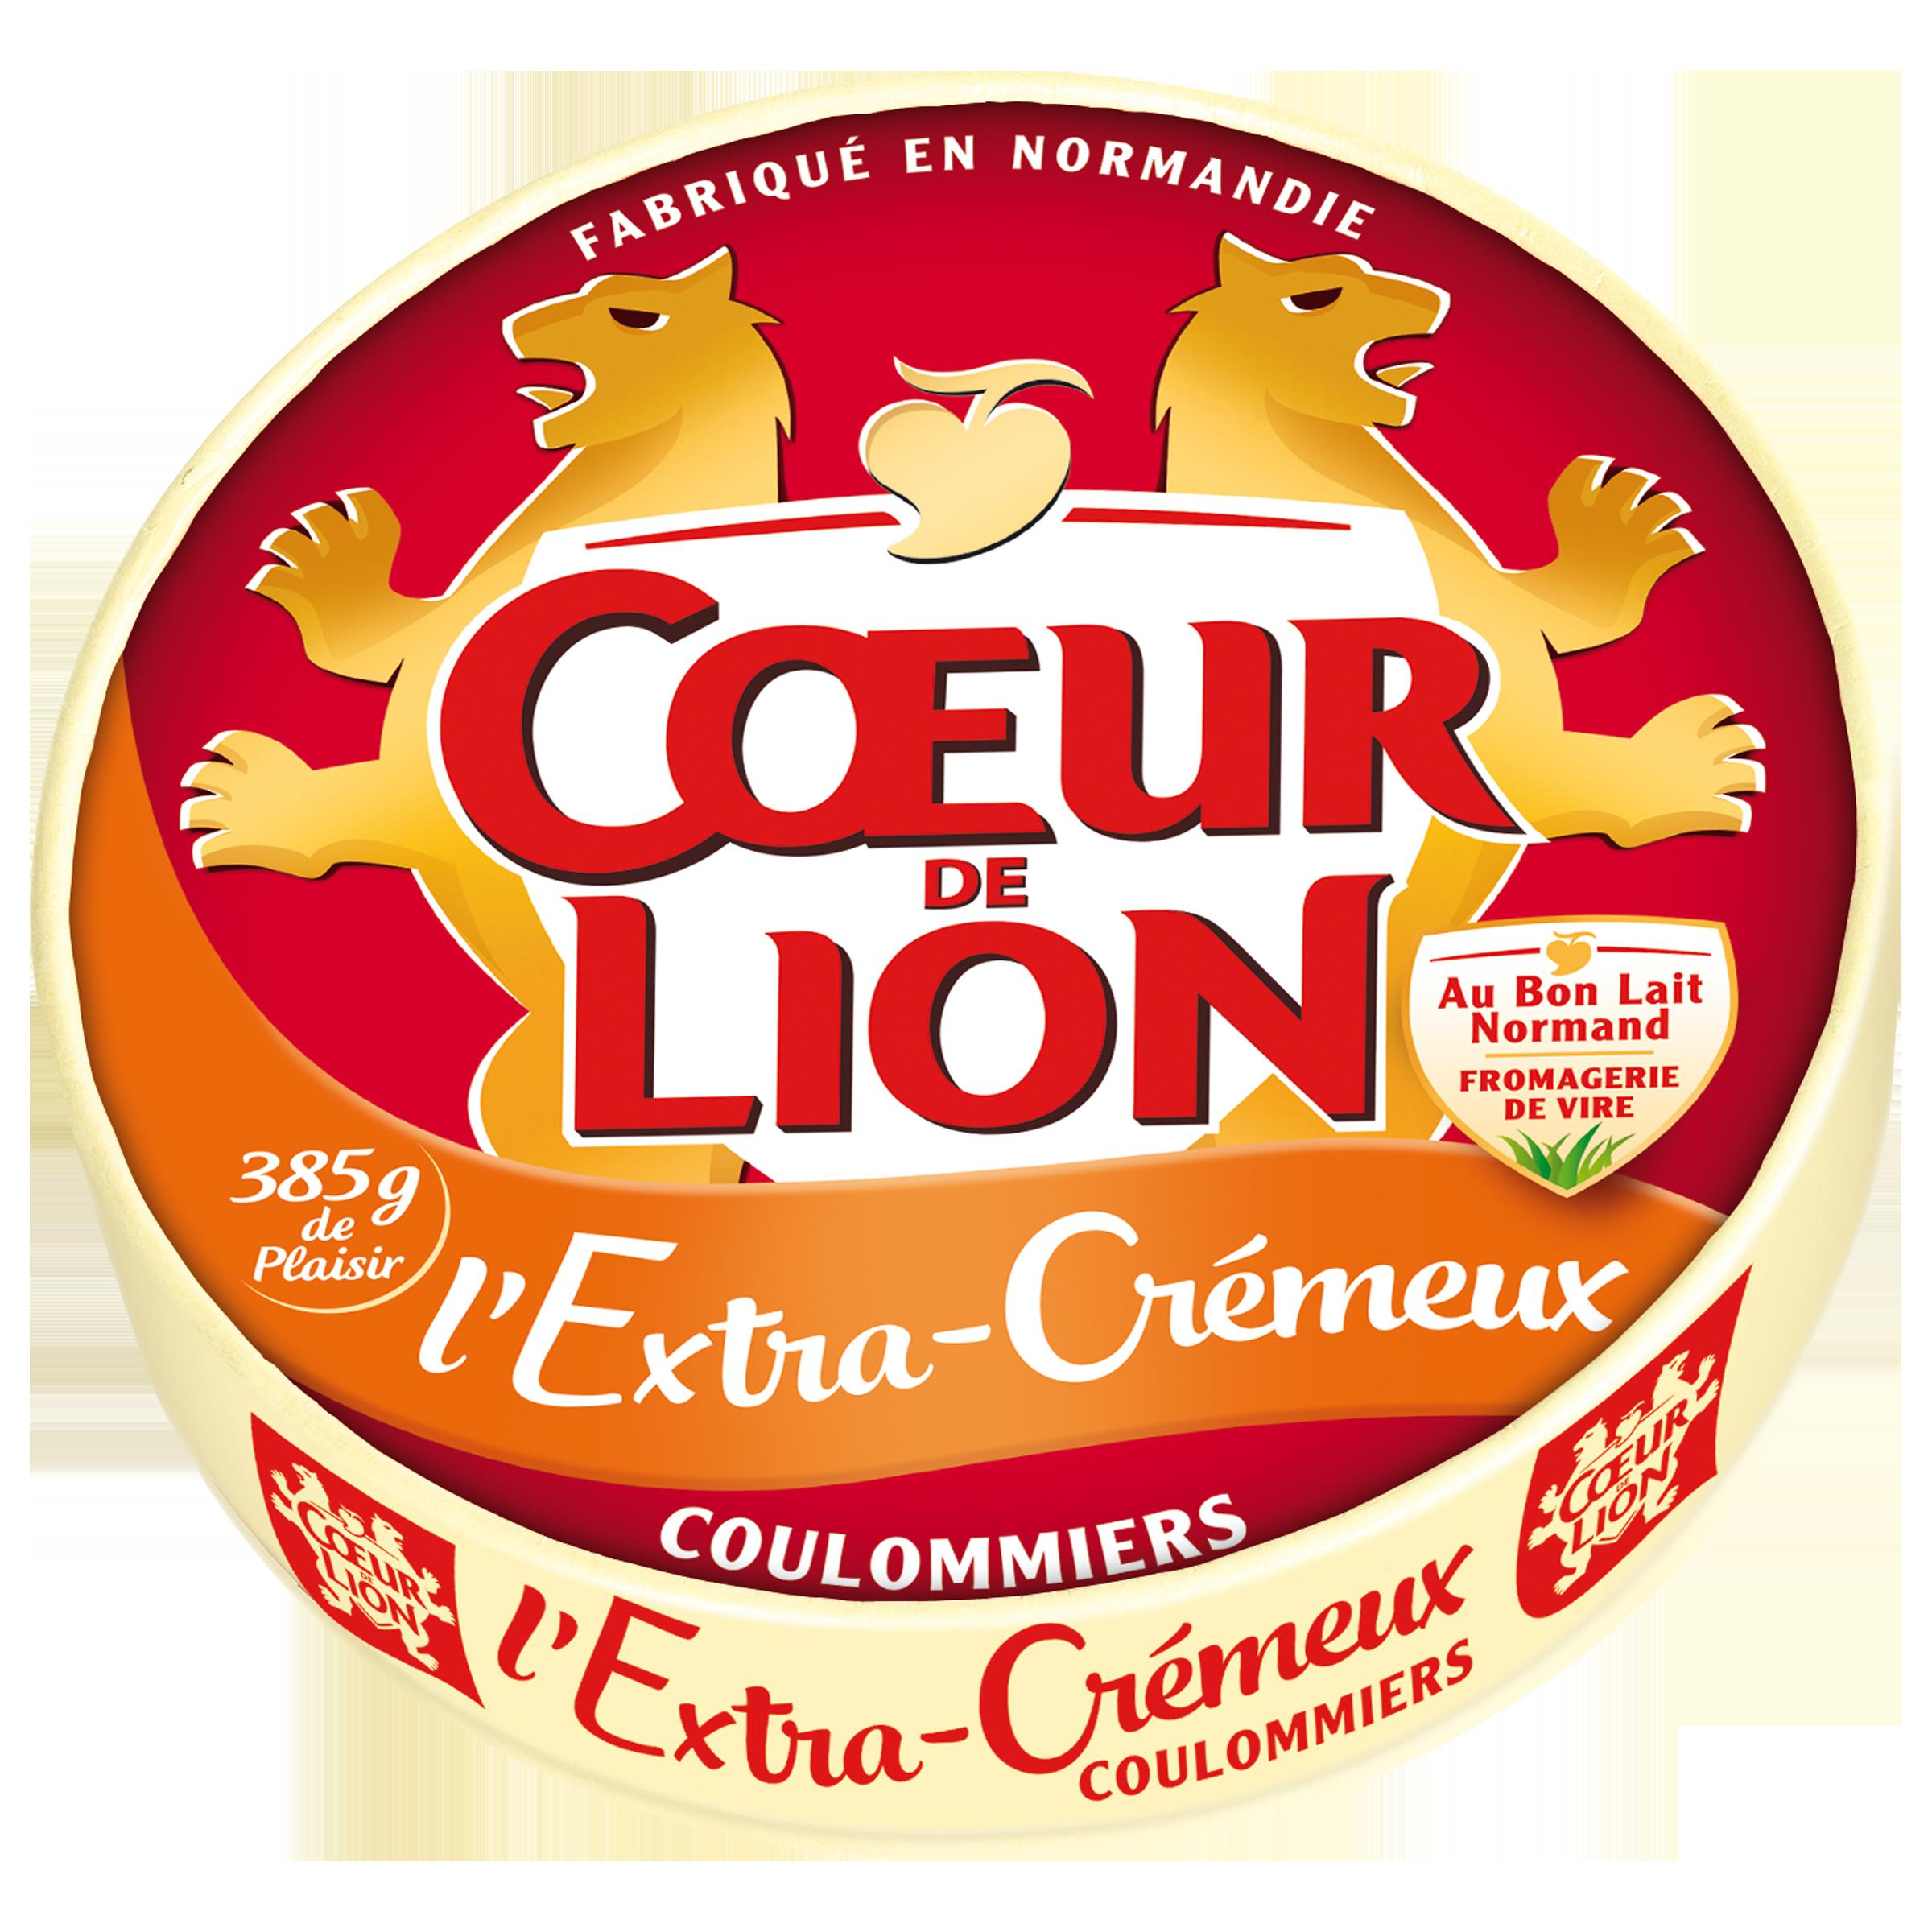 FABRIQUÉ EN NORMANDIE
CŒUR
DE
LION
Au Bon Lait
Normand
FROMAGERIE
DE VIRE
385g
de
Plaisir
l'Extra-Crémeux
COULOMMIERS
CŒUR
DE
LION
l'Extra-Crémeux
COULOMMIERS
CŒUR
DE
LION